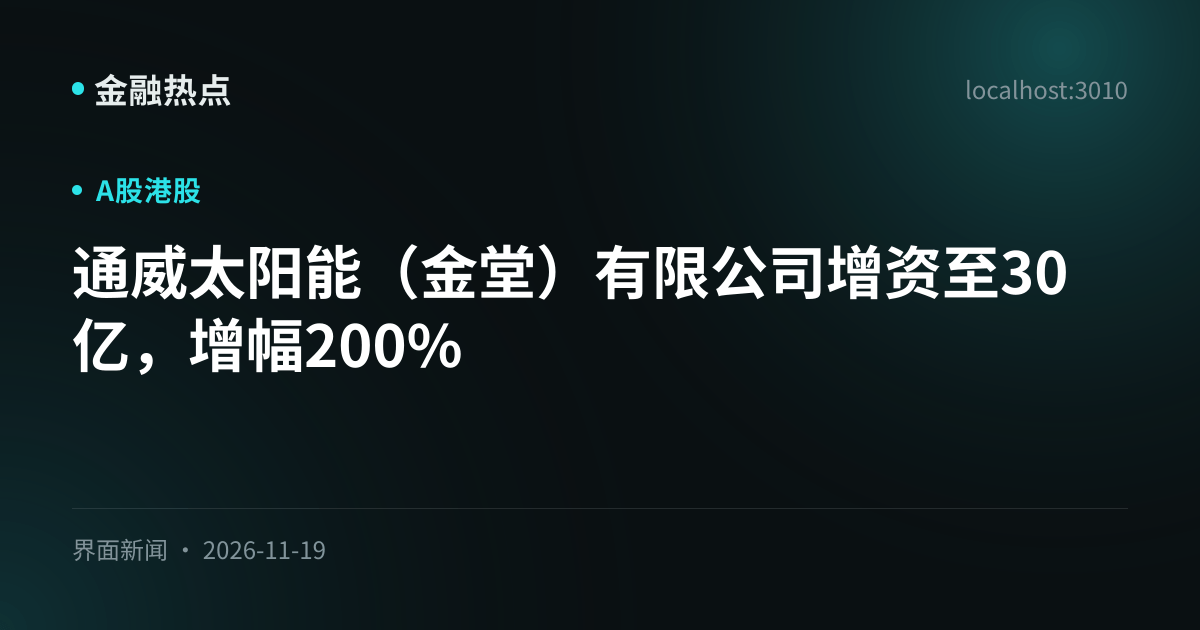 金融热点
localhost:3010
A股港股
通威太阳能（金堂）有限公司增资至30
亿，增幅200%
界面新闻 · 2026-11-19